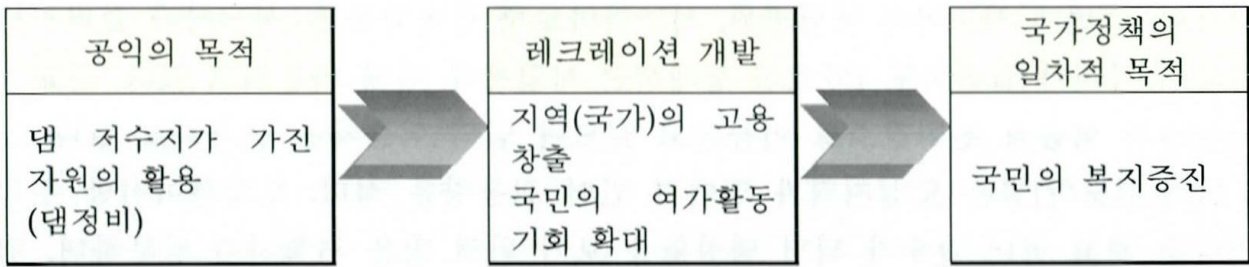 공익의 목적
댐 저수지가 가진
자원의 활용
(댐정비)
레크레이션 개발
지역(국가)의 고용
창출
국민의 여가활동
기회 확대
국가정책의
일차적 목적
국민의 복지증진